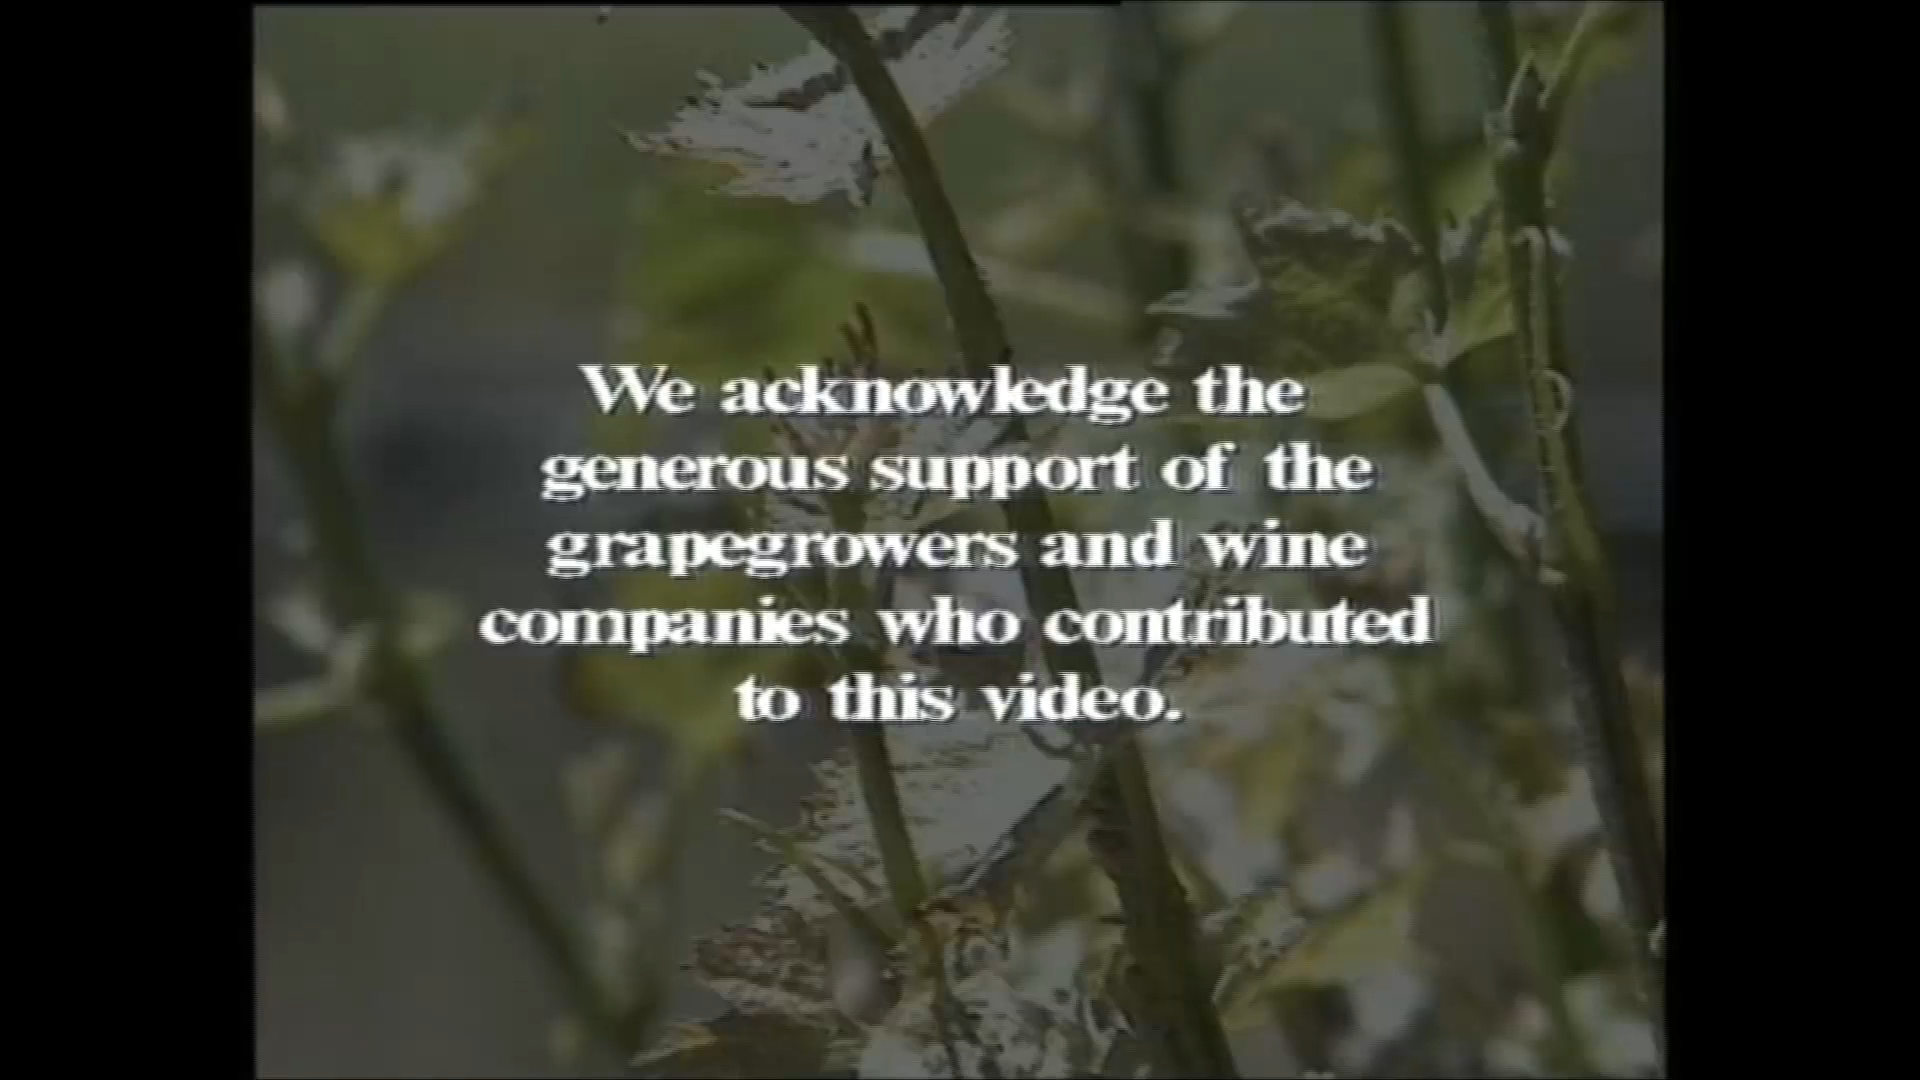 We acknowledge the
generous support of the
grapegrowers and wine
companies who contributed
to this video.